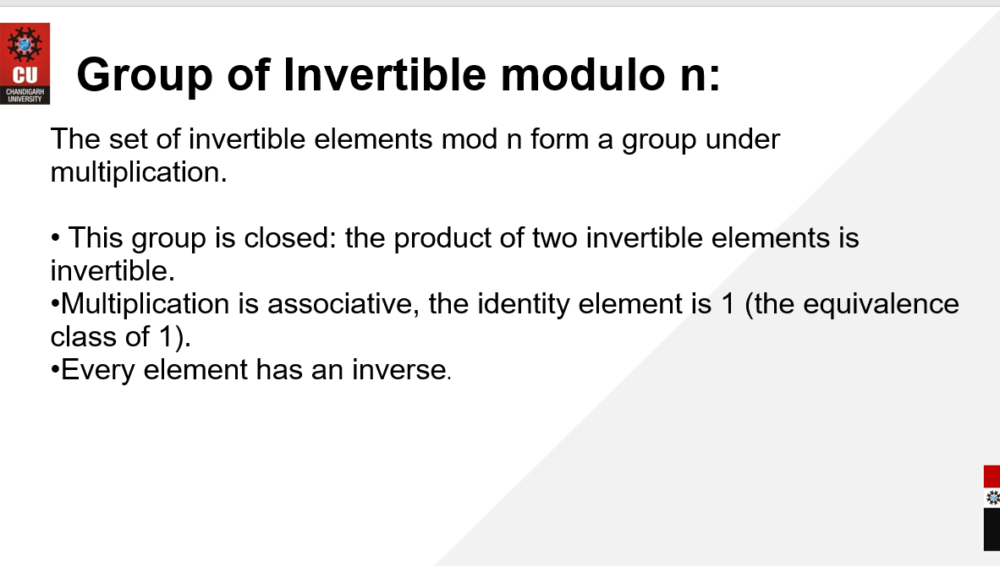 CU
CHANDIGARH
UNIVERSITY
Group of Invertible modulo n:
The set of invertible elements mod n form a group under
multiplication.
• This group is closed: the product of two invertible elements is
invertible.
•Multiplication is associative, the identity element is 1 (the equivalence
class of 1).
•Every element has an inverse.